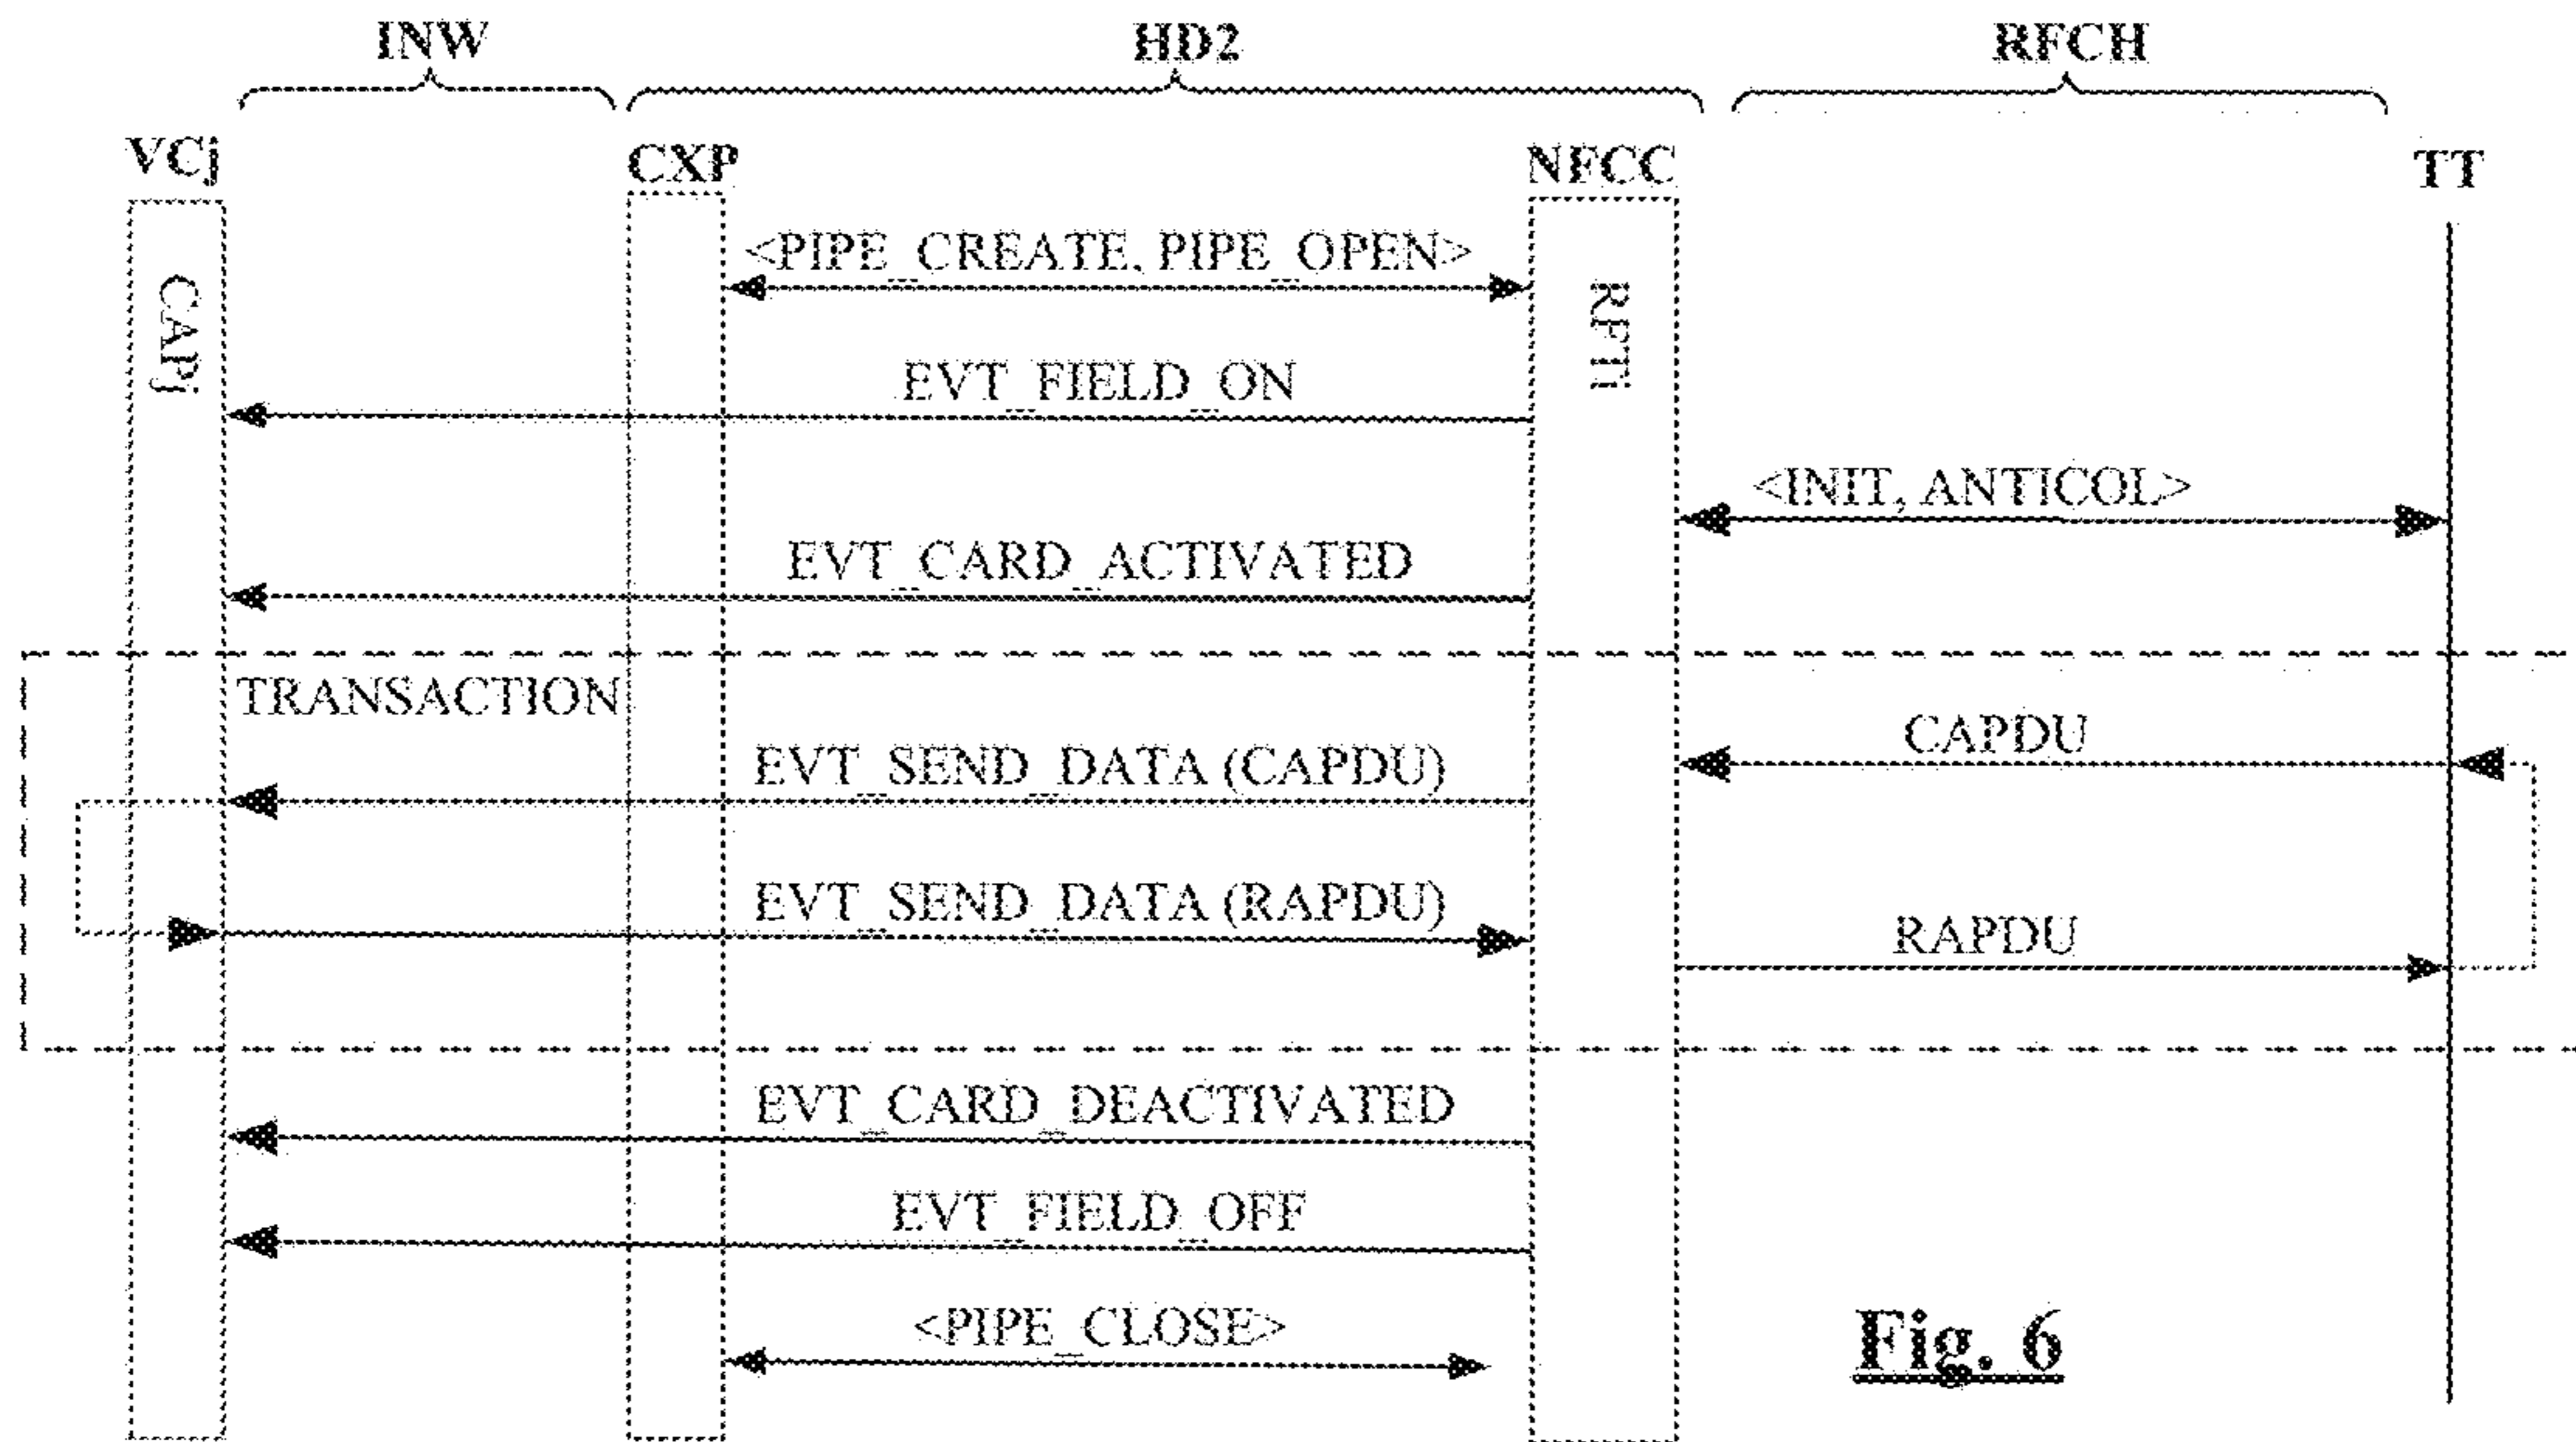 INW HD2 RFCH
VCj CXP NFCC TT
<PIPE_CREATE, PIPE_OPEN>
CAPj
RFTi
EVT_FIELD_ON
<INIT, ANTICOL>
EVT_CARD_ACTIVATED
TRANSACTION
CAPDU
EVT_SEND_DATA (CAPDU)
EVT_SEND_DATA (RAPDU)
RAPDU
EVT_CARD_DEACTIVATED
EVT_FIELD_OFF
<PIPE_CLOSE>
Fig. 6